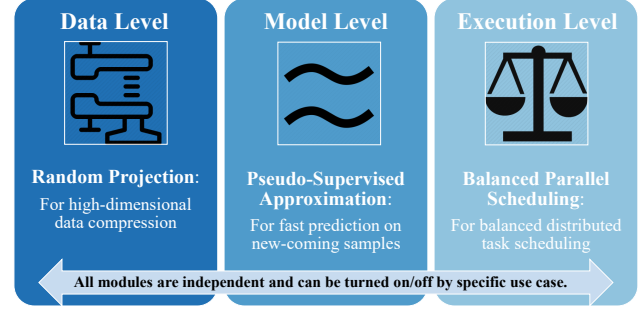 Data Level
Random Projection:
For high-dimensional
data compression
Model Level
Pseudo-Supervised
Approximation:
For fast prediction on
new-coming samples
Execution Level
Balanced Parallel
Scheduling:
For balanced distributed
task scheduling
All modules are independent and can be turned on/off by specific use case.